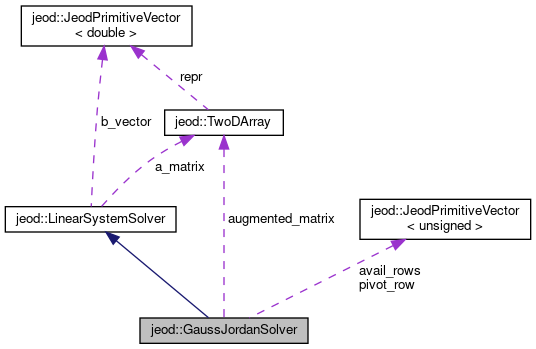 jeod::JeodPrimitiveVector
< double >
repr
jeod::TwoDArray
b_vector
a_matrix
jeod::LinearSystemSolver
augmented_matrix
jeod::JeodPrimitiveVector
< unsigned >
avail_rows
pivot_row
jeod::GaussJordanSolver